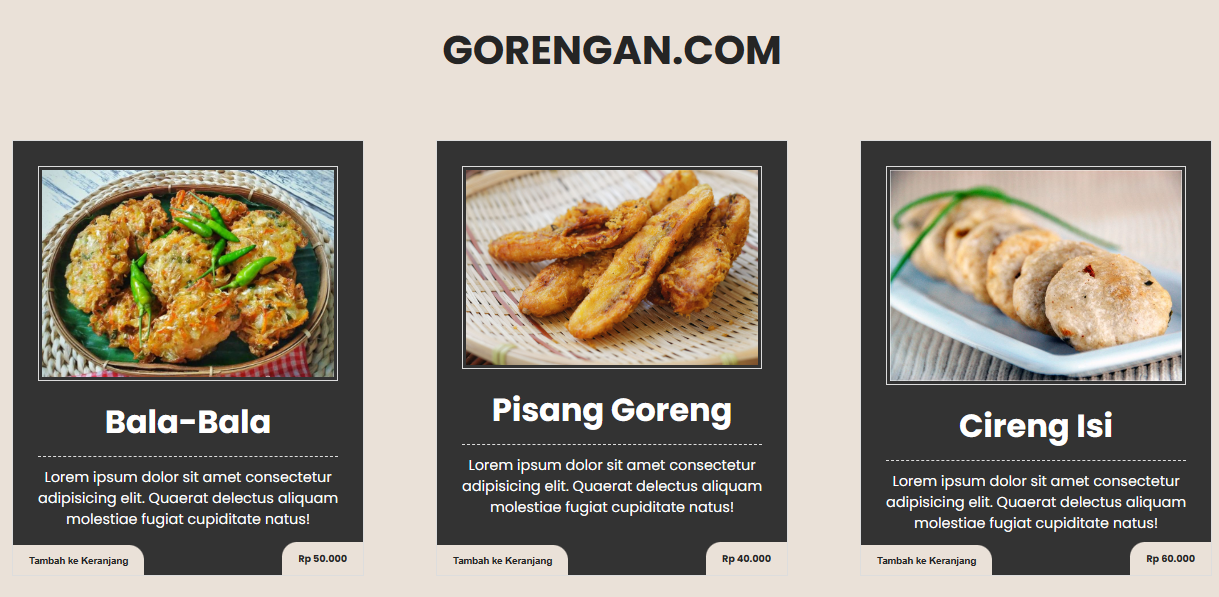 GORENGAN.COM
Bala-Bala
Lorem ipsum dolor sit amet consectetur
adipisicing elit. Quaerat delectus aliquam
molestiae fugiat cupiditate natus!
Tambah ke Keranjang
Rp 50.000
Pisang Goreng
Lorem ipsum dolor sit amet consectetur
adipisicing elit. Quaerat delectus aliquam
molestiae fugiat cupiditate natus!
Tambah ke Keranjang
Rp 40.000
Cireng Isi
Lorem ipsum dolor sit amet consectetur
adipisicing elit. Quaerat delectus aliquam
molestiae fugiat cupiditate natus!
Tambah ke Keranjang
Rp 60.000